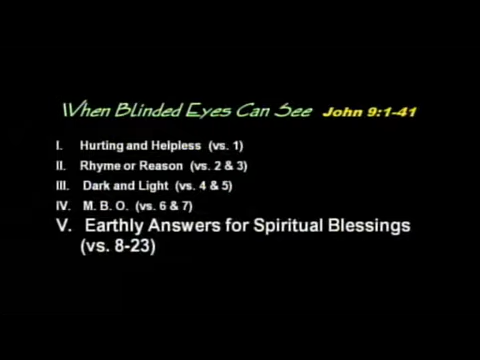 When Blinded Eyes Can See John 9:1-41
I. Hurting and Helpless (vs. 1)
II. Rhyme or Reason (vs. 2 & 3)
III. Dark and Light (vs. 4 & 5)
IV. M. B. O. (vs. 6 & 7)
V. Earthly Answers for Spiritual Blessings
(vs. 8-23)